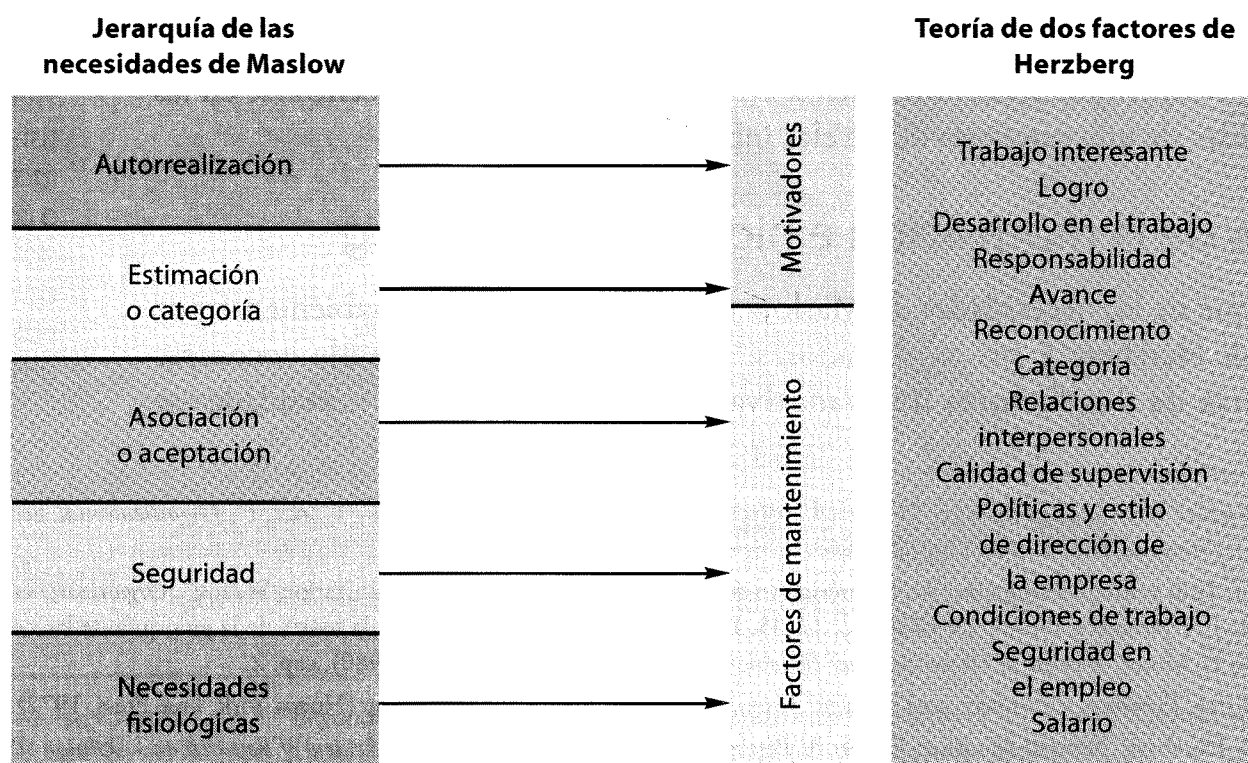 Jerarquía de las
necesidades de Maslow
Autorrealización
Estimación
o categoría
Asociación
o aceptación
Seguridad
Necesidades
fisiológicas
Motivadores
Factores de mantenimiento
Teoría de dos factores de
Herzberg
Trabajo interesante
Logro
Desarrollo en el trabajo
Responsabilidad
Avance
Reconocimiento
Categoría
Relaciones
interpersonales
Calidad de supervisión
Políticas y estilo
de dirección de
la empresa
Condiciones de trabajo
Seguridad en
el empleo
Salario